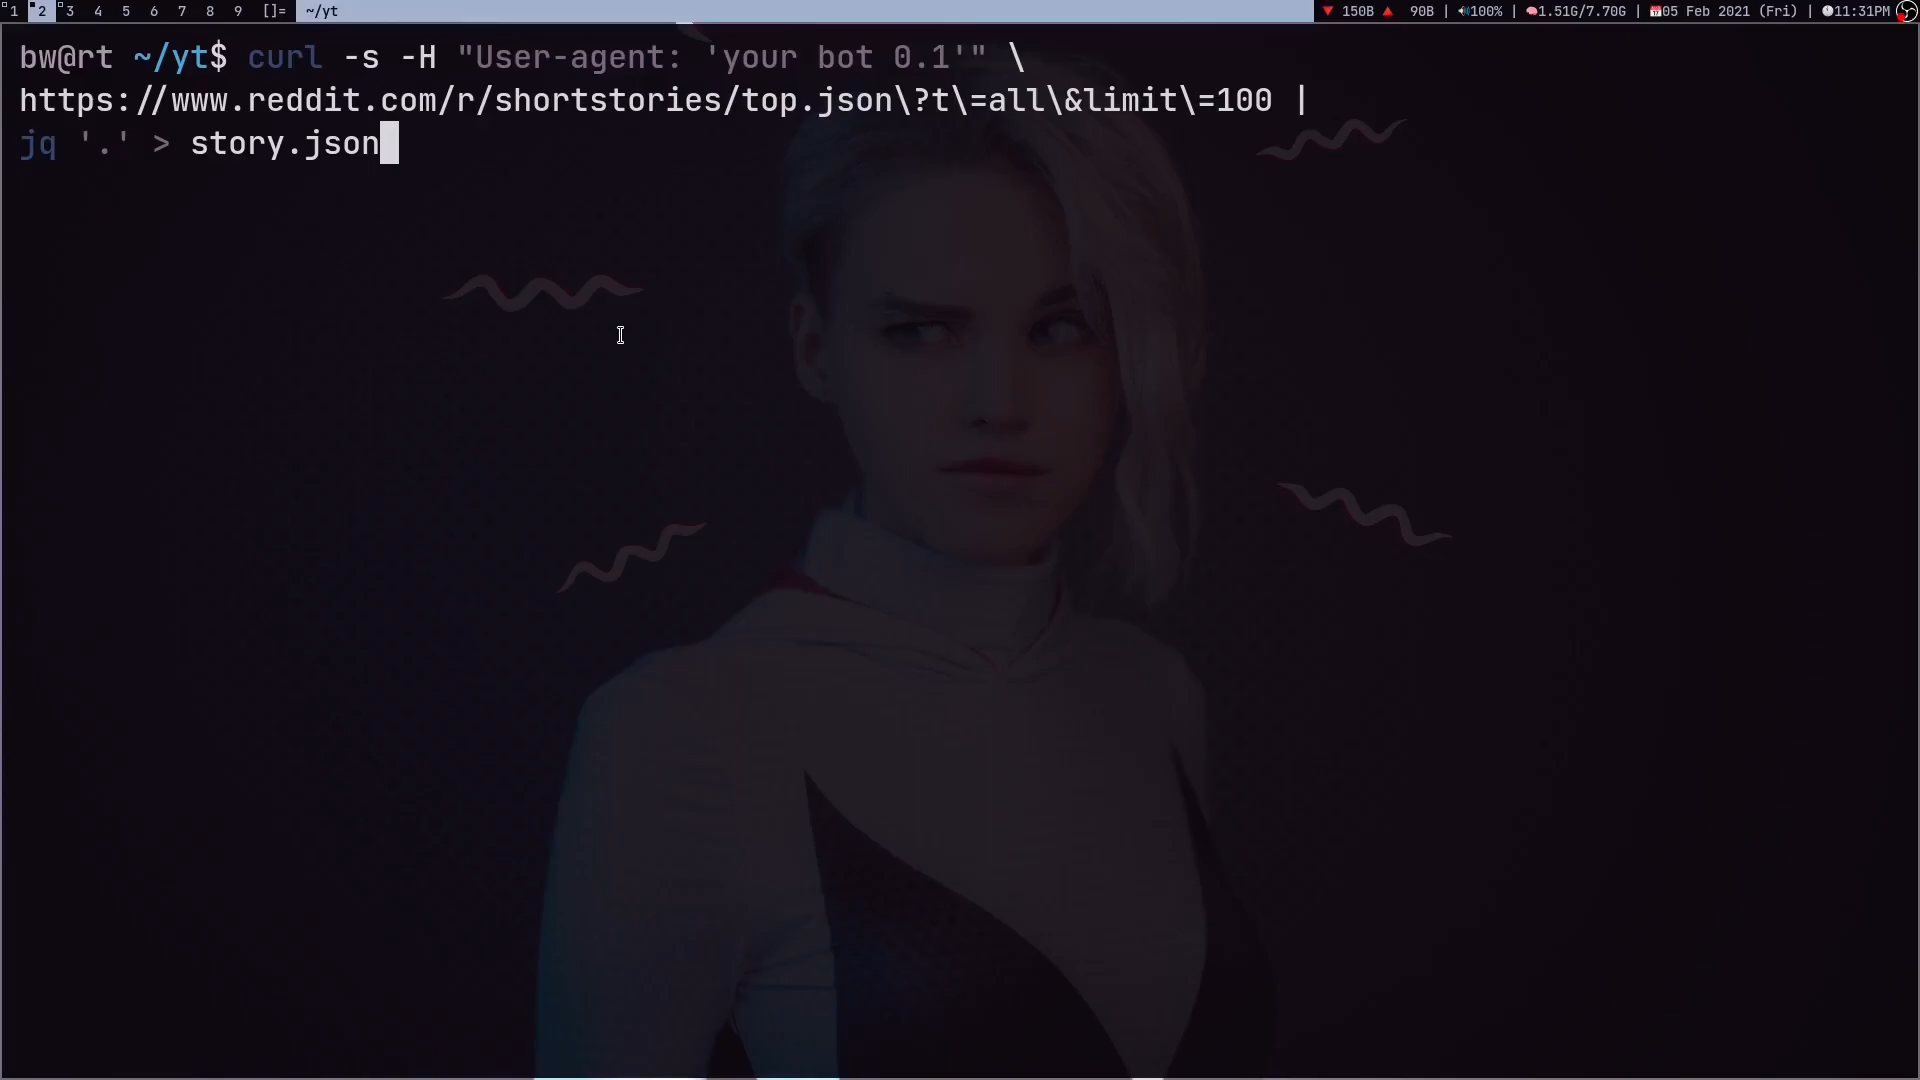 1 2 3 4 5 6 7 8 9 []= ~/yt 150B 90B | 100% | 1.51G/7.70G | 05 Feb 2021 (Fri) | 11:31PM
bw@rt ~/yt$ curl -s -H "User-agent: 'your bot 0.1'" \
https://www.reddit.com/r/shortstories/top.json\?t\=all\&limit\=100 |
jq '.' > story.json